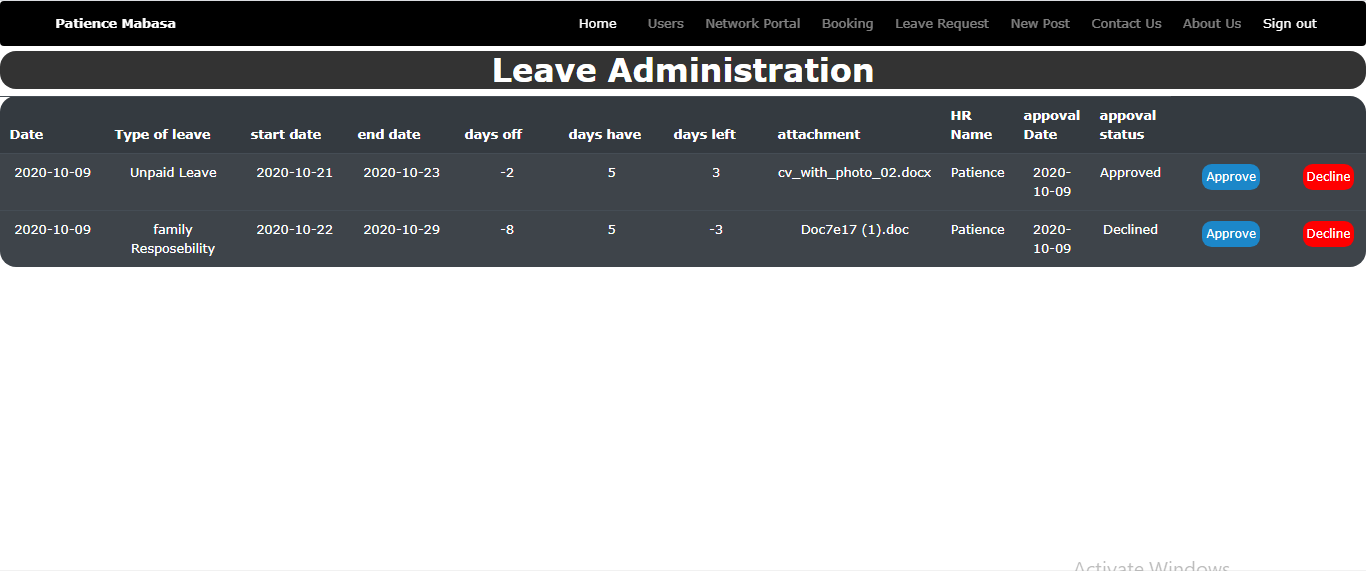 Patience Mabasa Home Users Network Portal Booking Leave Request New Post Contact Us About Us Sign out
Leave Administration
Date Type of leave start date end date days off days have days left attachment HR Name appoval Date appoval status
2020-10-09 Unpaid Leave 2020-10-21 2020-10-23 -2 5 3 cv_with_photo_02.docx Patience 2020-10-09 Approved Approve Decline
2020-10-09 family Resposebility 2020-10-22 2020-10-29 -8 5 -3 Doc7e17 (1).doc Patience 2020-10-09 Declined Approve Decline
Activate Windows